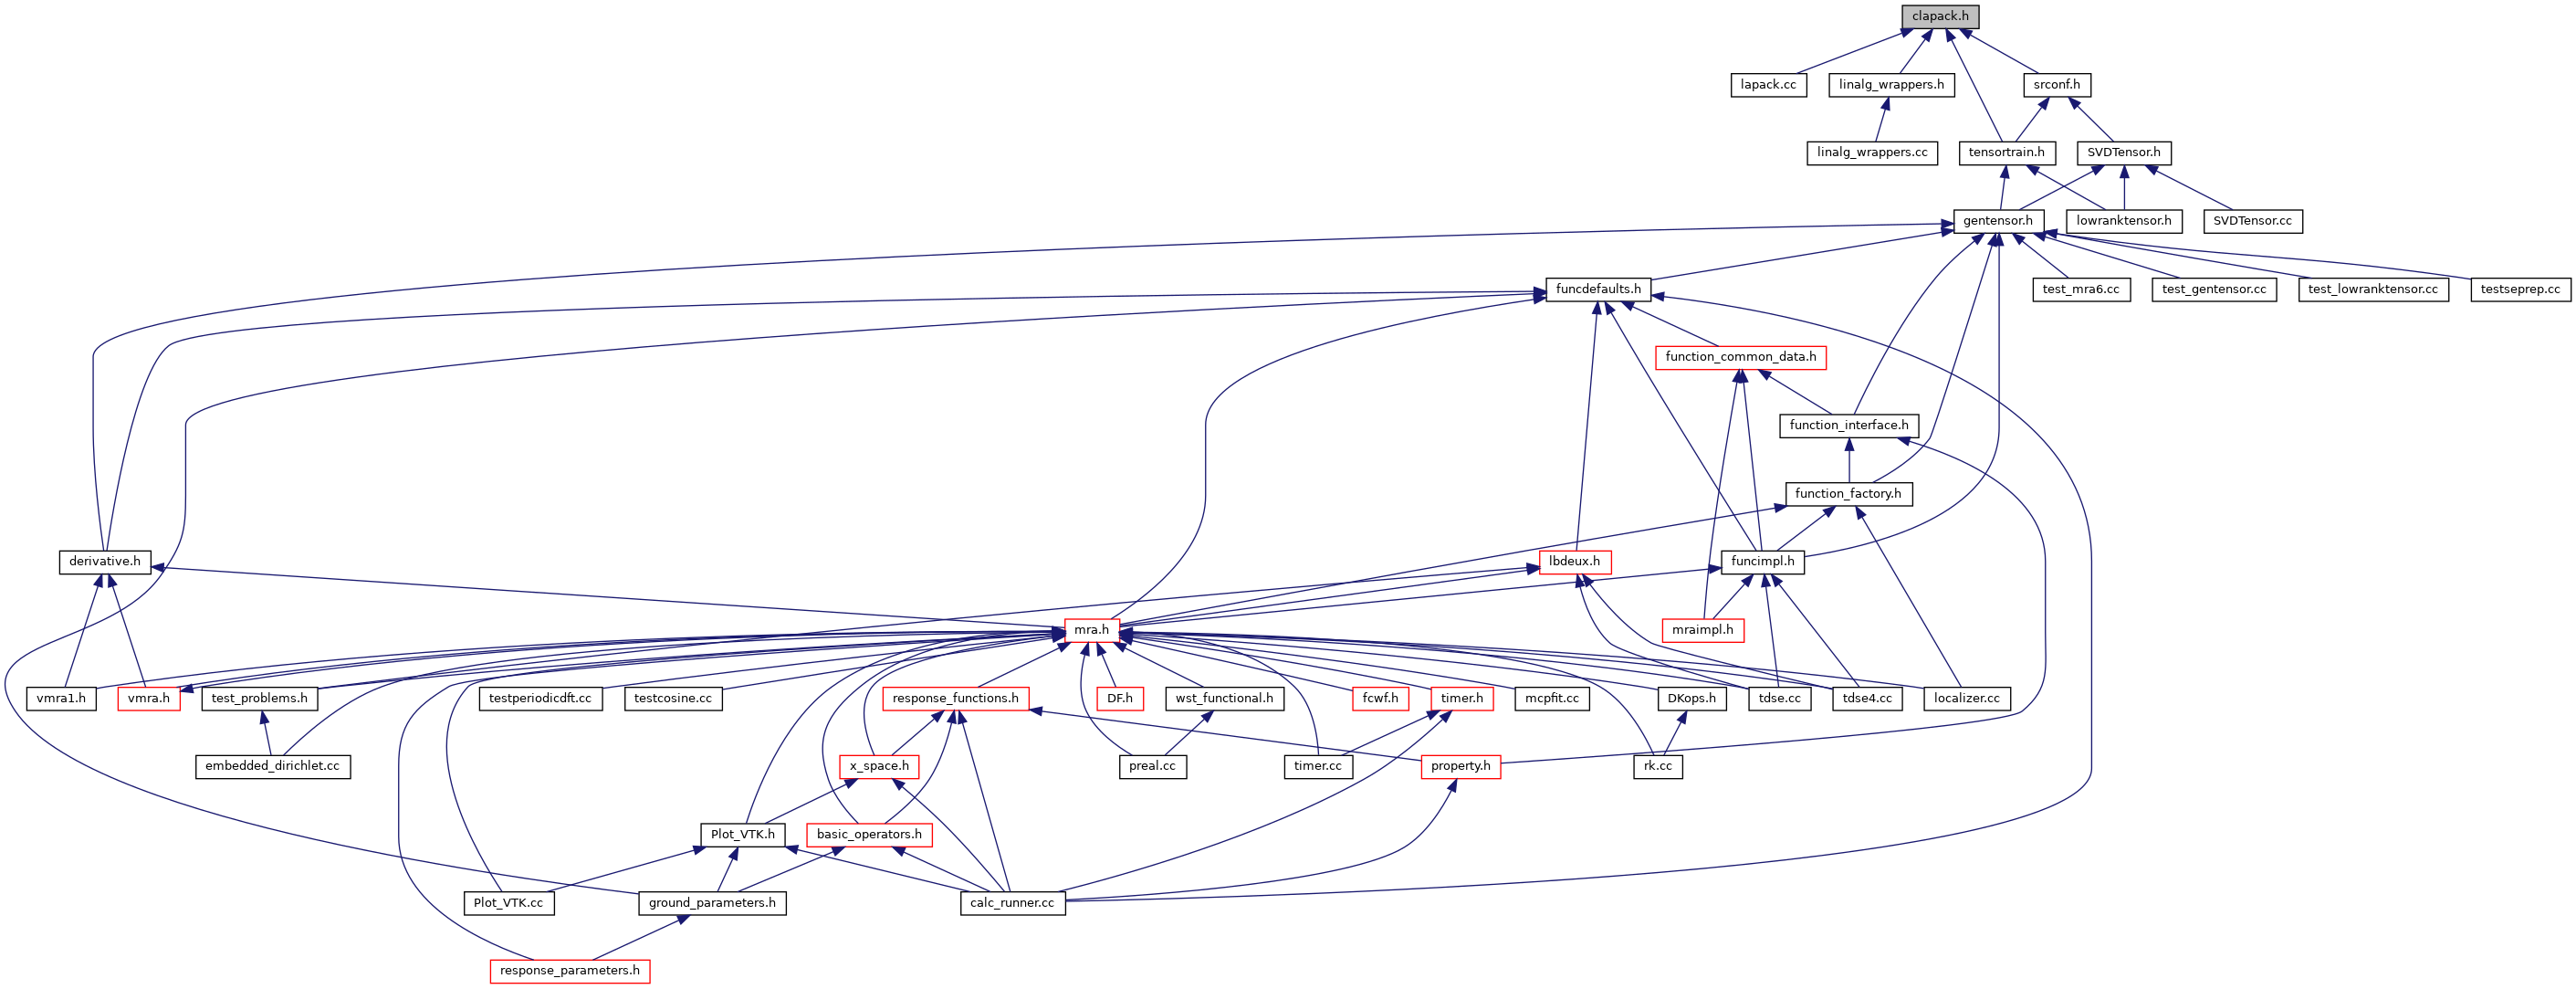 clapack.h
lapack.cc
linalg_wrappers.h
srconf.h
linalg_wrappers.cc
tensortrain.h
SVDTensor.h
gentensor.h
lowranktensor.h
SVDTensor.cc
funcdefaults.h
test_mra6.cc
test_gentensor.cc
test_lowranktensor.cc
testseprep.cc
function_common_data.h
function_interface.h
function_factory.h
derivative.h
lbdeux.h
funcimpl.h
mra.h
mraimpl.h
vmra1.h
vmra.h
test_problems.h
testperiodicdft.cc
testcosine.cc
response_functions.h
DF.h
wst_functional.h
fcwf.h
timer.h
mcpfit.cc
DKops.h
tdse.cc
tdse4.cc
localizer.cc
embedded_dirichlet.cc
x_space.h
preal.cc
timer.cc
property.h
rk.cc
Plot_VTK.h
basic_operators.h
Plot_VTK.cc
ground_parameters.h
calc_runner.cc
response_parameters.h